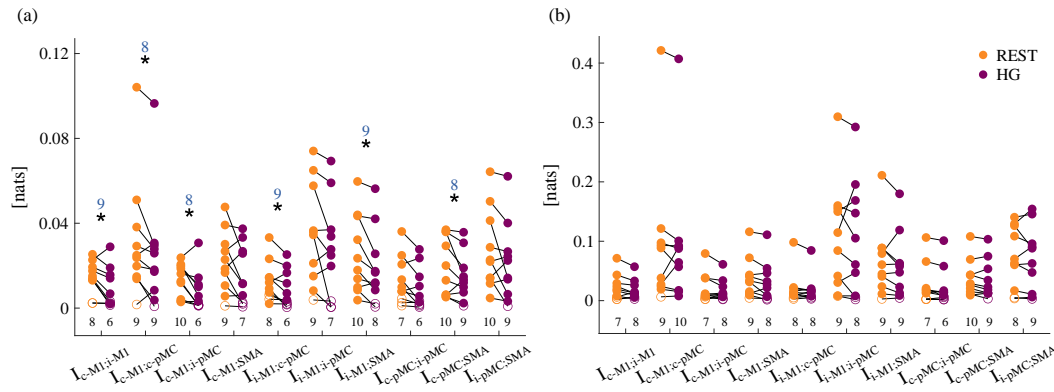 (a)
(b)
[nats]
0.12
0.08
0.04
0
9
8
8
9
9
8
8 6 9 9 10 6 9 7 10 8 9 7 10 8 7 6 9 8 10 9
I_c-M1;i-M1
I_c-M1;c-pMC
I_c-M1;i-pMC
I_c-M1;SMA
I_i-M1;c-pMC
I_i-M1;i-pMC
I_i-M1;SMA
I_c-pMC;i-pMC
I_c-pMC;SMA
I_i-pMC;SMA
[nats]
0.4
0.3
0.2
0.1
0
REST
HG
7 8 9 10 7 8 9 8 8 8 9 8 9 9 7 6 10 9 8 9
I_c-M1;i-M1
I_c-M1;c-pMC
I_c-M1;i-pMC
I_c-M1;SMA
I_i-M1;c-pMC
I_i-M1;i-pMC
I_i-M1;SMA
I_c-pMC;i-pMC
I_c-pMC;SMA
I_i-pMC;SMA